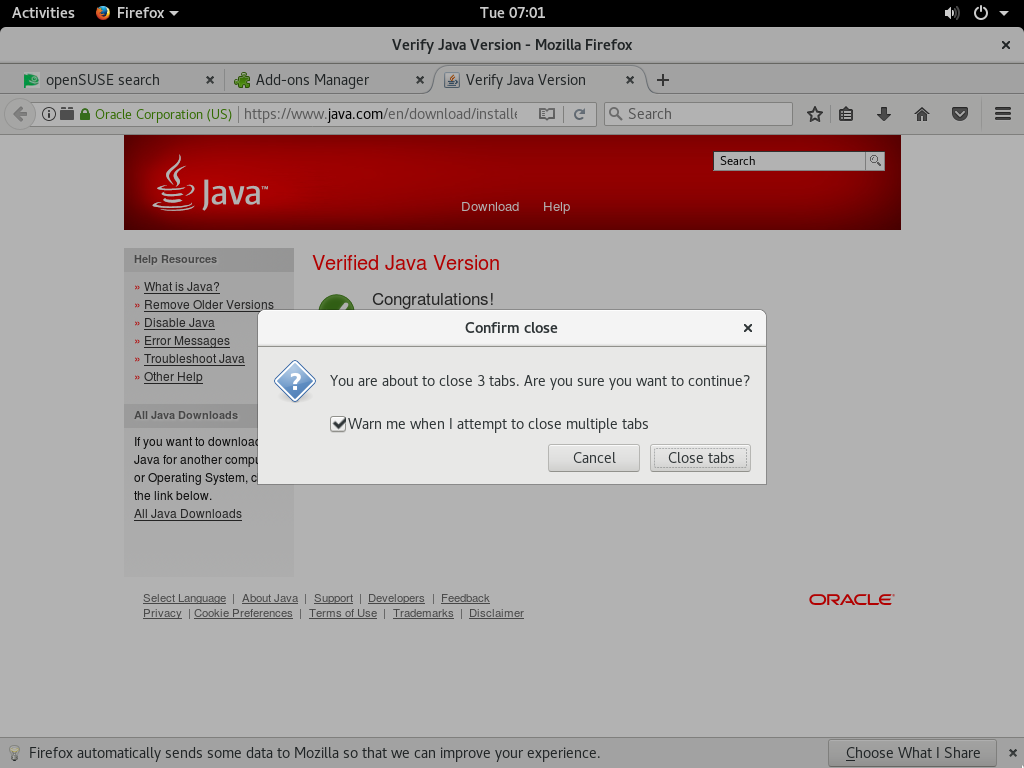 Activities Firefox Tue 07:01
Verify Java Version - Mozilla Firefox
openSUSE search Add-ons Manager Verify Java Version
Oracle Corporation (US) https://www.java.com/en/download/installe Search
Search
Java™
Download Help
Help Resources
» What is Java?
» Remove Older Versions
» Disable Java
» Error Messages
» Troubleshoot Java
» Other Help
Verified Java Version
Congratulations!
Confirm close
You are about to close 3 tabs. Are you sure you want to continue?
Warn me when I attempt to close multiple tabs
Cancel Close tabs
All Java Downloads
If you want to download
Java for another compu
or Operating System, c
the link below.
All Java Downloads
Select Language | About Java | Support | Developers | Feedback
Privacy | Cookie Preferences | Terms of Use | Trademarks | Disclaimer
ORACLE
Firefox automatically sends some data to Mozilla so that we can improve your experience. Choose What I Share